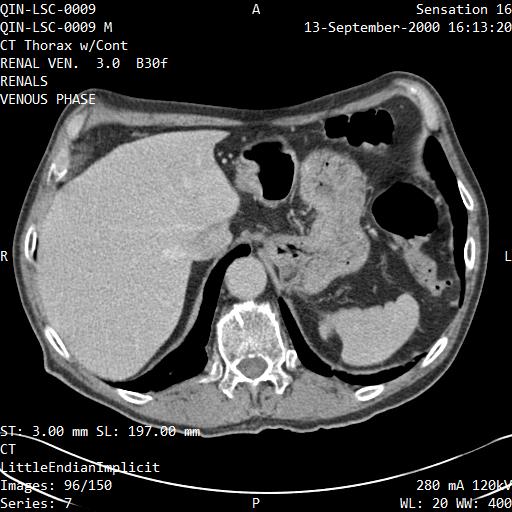 QIN-LSC-0009
A
Sensation 16
QIN-LSC-0009 M
13-September-2000 16:13:20
CT Thorax w/Cont
RENAL VEN. 3.0 B30f
RENALS
VENOUS PHASE
R
L
ST: 3.00 mm SL: 197.00 mm
CT
LittleEndianImplicit
Images: 96/150
280 mA 120kV
Series: 7
P
WL: 20 WW: 400